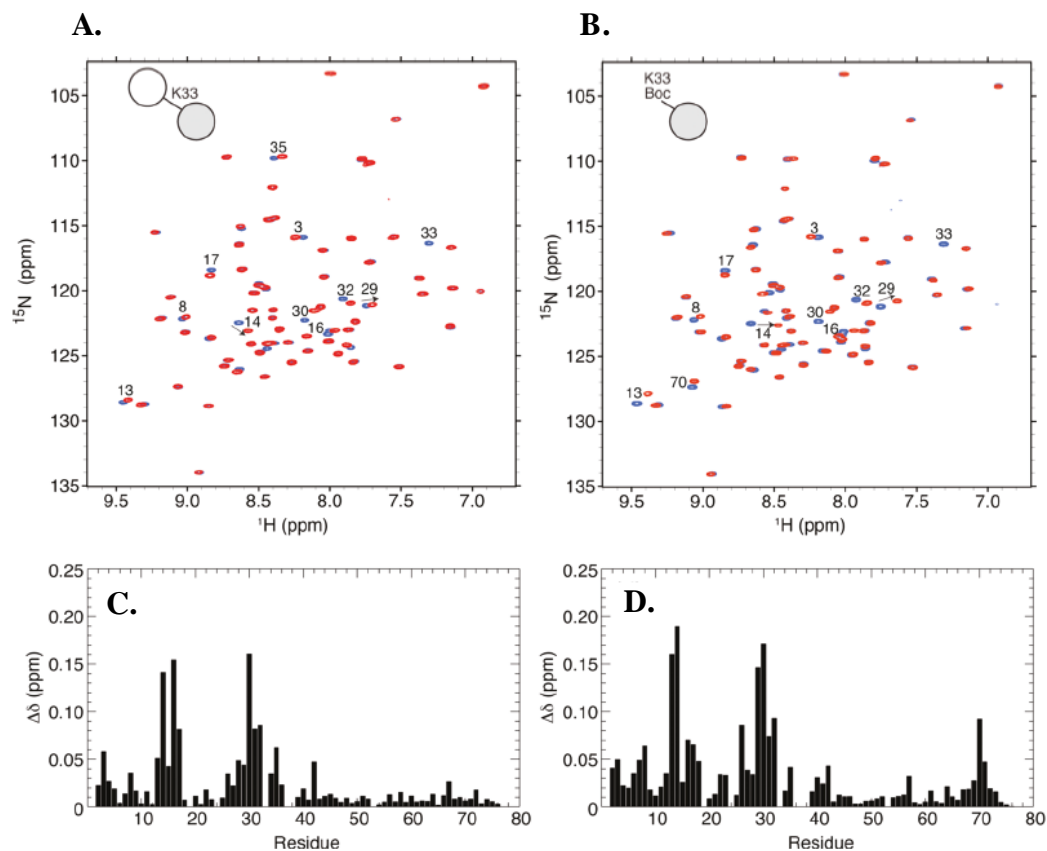 A.
B.
K33
K33
Boc
105
110
115
120
125
130
135
15N (ppm)
35
3
33
17
8
14
30
16
32
29
13
9.5 9.0 8.5 8.0 7.5 7.0
1H (ppm)
105
110
115
120
125
130
135
15N (ppm)
3
33
17
8
14
30
16
32
29
70
13
9.5 9.0 8.5 8.0 7.5 7.0
1H (ppm)
C.
0.25
0.20
0.15
0.10
0.05
0
Δδ (ppm)
10 20 30 40 50 60 70 80
Residue
D.
0.25
0.20
0.15
0.10
0.05
0
Δδ (ppm)
10 20 30 40 50 60 70 80
Residue